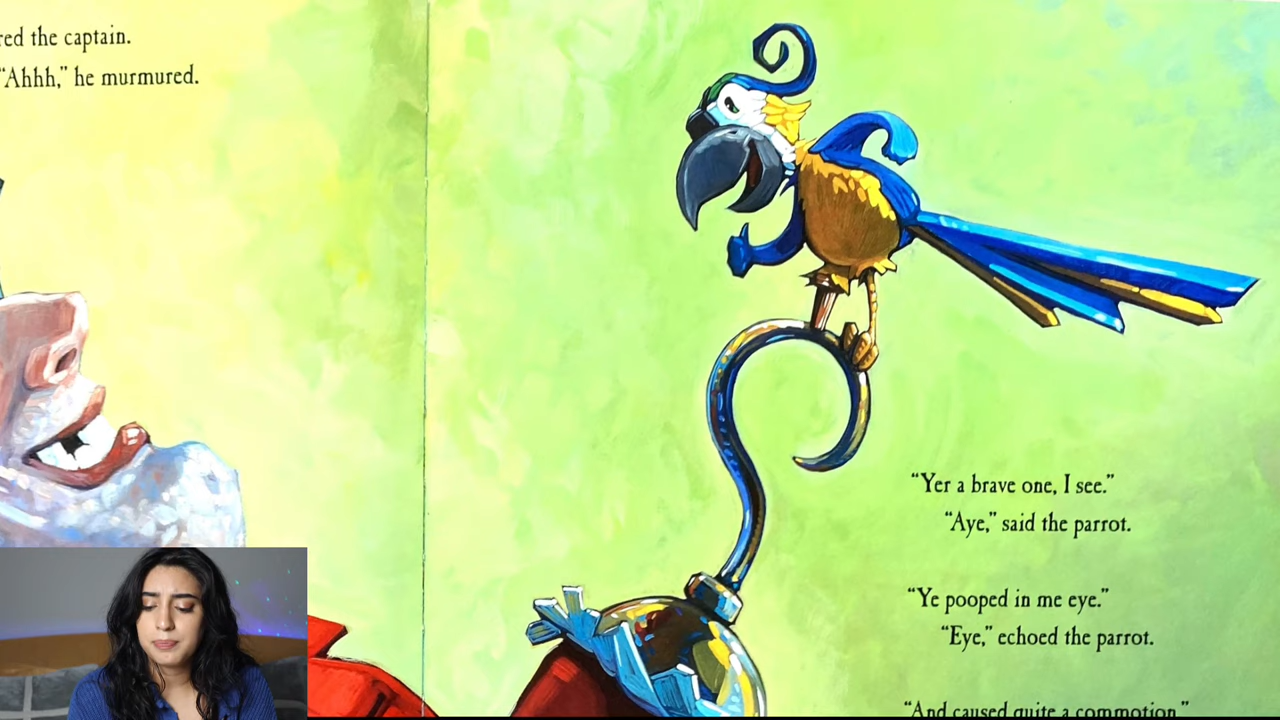 red the captain.
“Ahhh,” he murmured.
“Yer a brave one, I see.”
“Aye,” said the parrot.
“Ye pooped in me eye.”
“Eye,” echoed the parrot.
“And caused quite a commotion.”